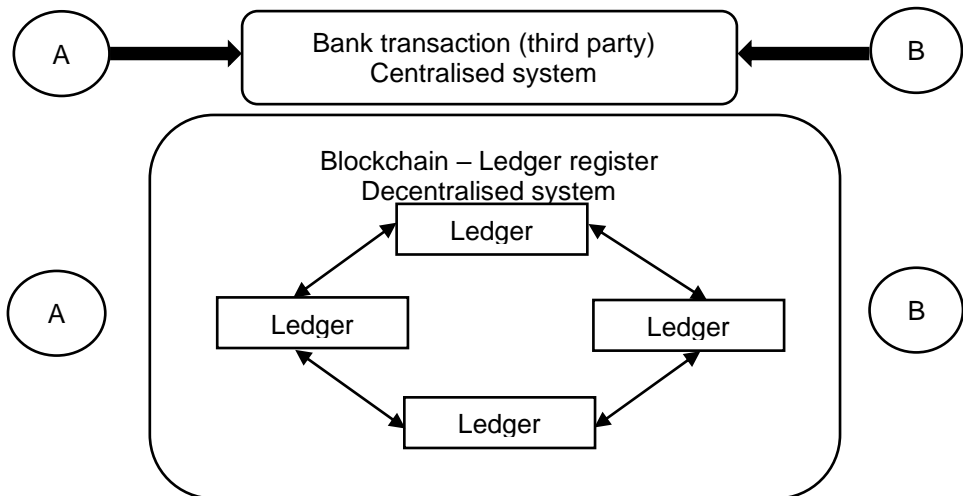 A
Bank transaction (third party)
Centralised system
B
Blockchain – Ledger register
Decentralised system
Ledger
A
Ledger
Ledger
B
Ledger